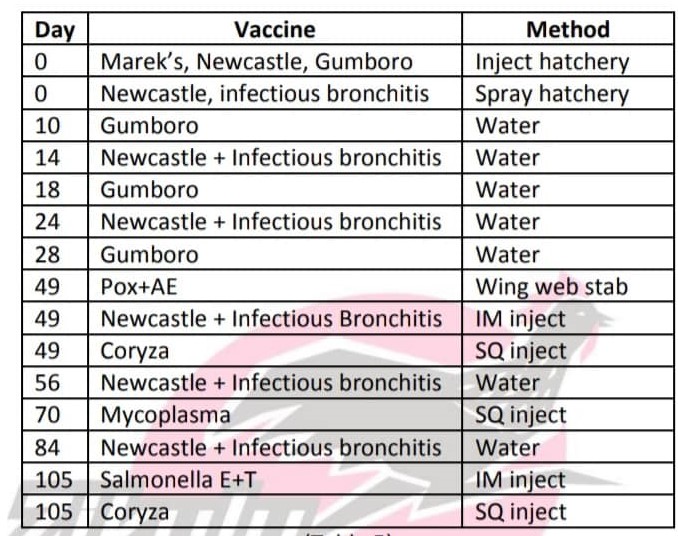 Day Vaccine Method
0 Marek’s, Newcastle, Gumboro Inject hatchery
0 Newcastle, infectious bronchitis Spray hatchery
10 Gumboro Water
14 Newcastle + Infectious bronchitis Water
18 Gumboro Water
24 Newcastle + Infectious bronchitis Water
28 Gumboro Water
49 Pox+AE Wing web stab
49 Newcastle + Infectious Bronchitis IM inject
49 Coryza SQ inject
56 Newcastle + Infectious bronchitis Water
70 Mycoplasma SQ inject
84 Newcastle + Infectious bronchitis Water
105 Salmonella E+T IM inject
105 Coryza SQ inject